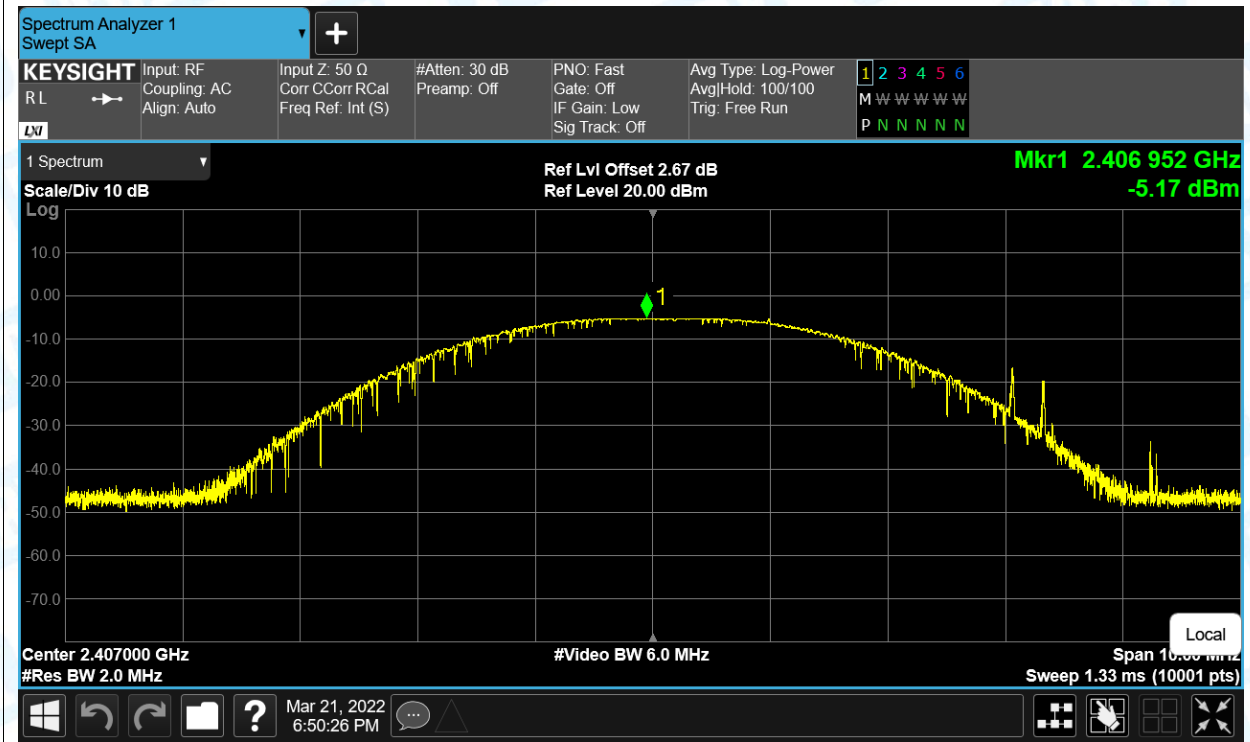 Spectrum Analyzer 1
Swept SA
KEYSIGHT
R L
LXI
Input: RF
Coupling: AC
Align: Auto
Input Z: 50 Ω
Corr CCorr RCal
Freq Ref: Int (S)
#Atten: 30 dB
Preamp: Off
PNO: Fast
Gate: Off
IF Gain: Low
Sig Track: Off
Avg Type: Log-Power
Avg|Hold: 100/100
Trig: Free Run
1 2 3 4 5 6
M W W W W W
P N N N N N
1 Spectrum
Scale/Div 10 dB
Ref Lvl Offset 2.67 dB
Ref Level 20.00 dBm
Mkr1 2.406 952 GHz
-5.17 dBm
Log
10.0
0.00
-10.0
-20.0
-30.0
-40.0
-50.0
-60.0
-70.0
1
Local
Center 2.407000 GHz
#Res BW 2.0 MHz
#Video BW 6.0 MHz
Span 10.00 MHz
Sweep 1.33 ms (10001 pts)
?
Mar 21, 2022
6:50:26 PM